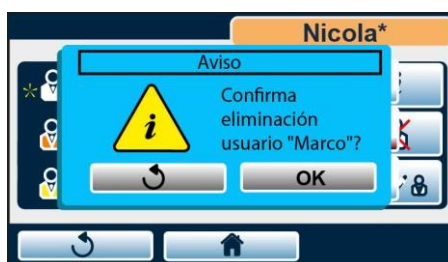 Nicola*
Aviso
Confirma
eliminación
usuario "Marco"?
OK